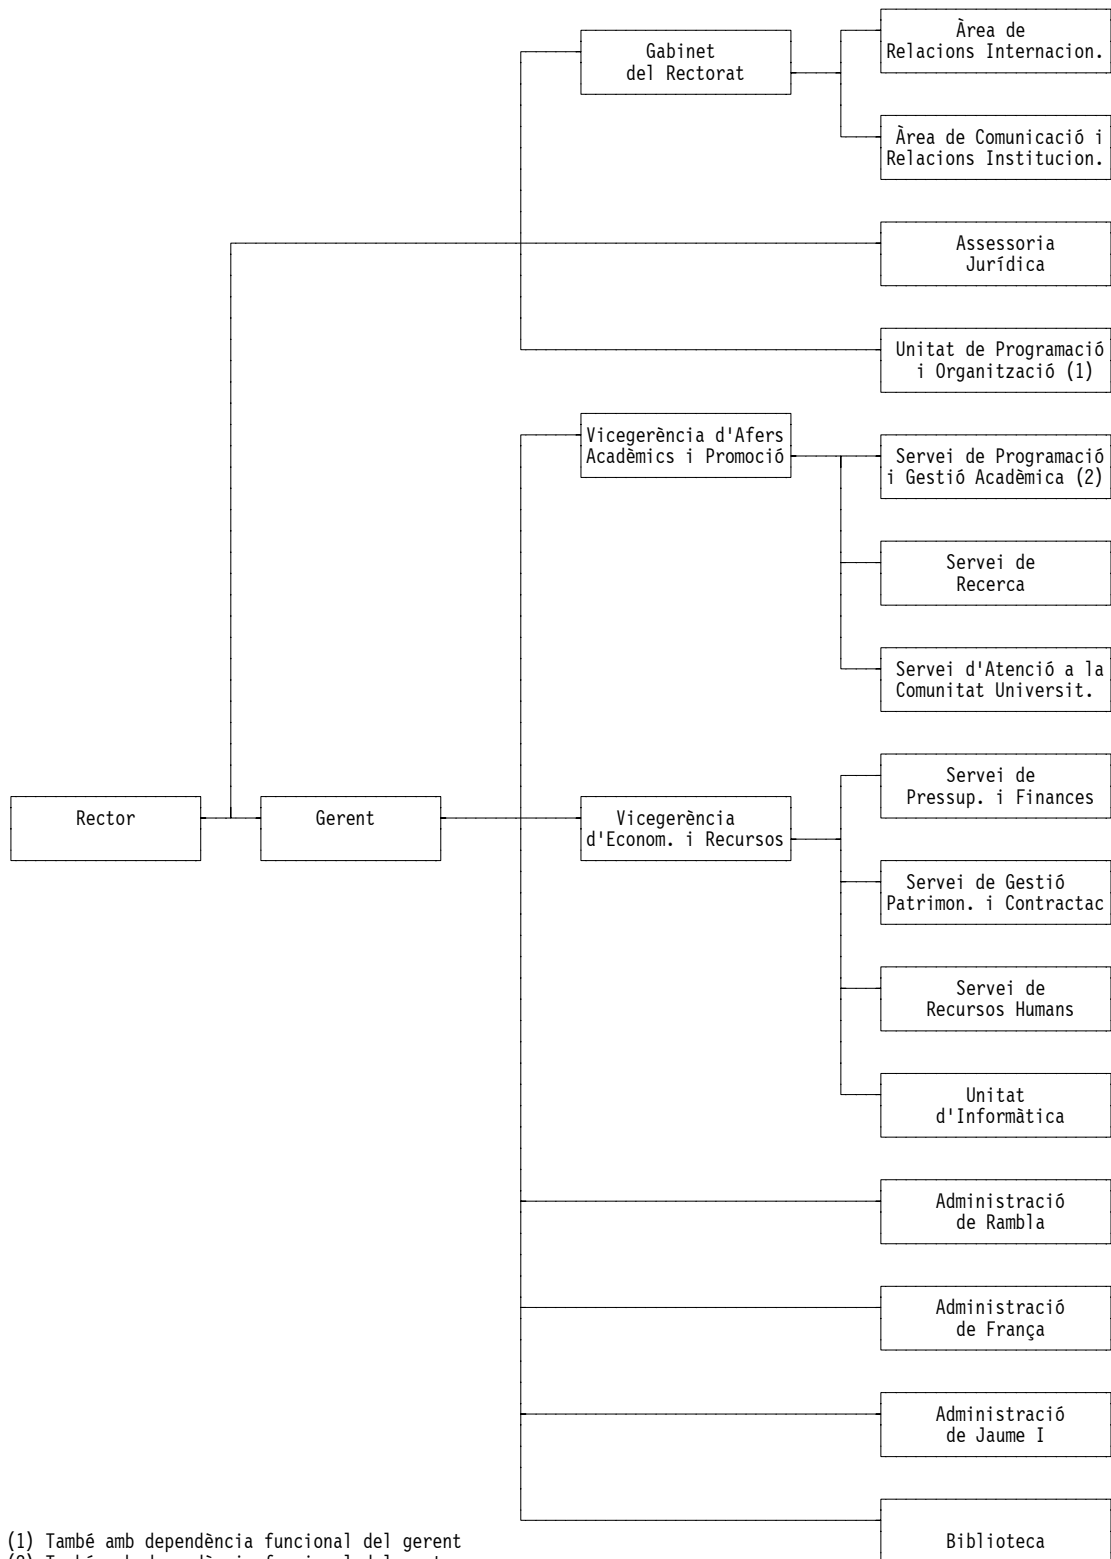 Àrea de
Relacions Internacion.
Gabinet
del Rectorat
Àrea de Comunicació i
Relacions Institucion.
Assessoria
Jurídica
Unitat de Programació
i Organització (1)
Vicegerència d'Afers
Acadèmics i Promoció
Servei de Programació
i Gestió Acadèmica (2)
Servei de
Recerca
Servei d'Atenció a la
Comunitat Universit.
Servei de
Pressup. i Finances
Rector
Gerent
Vicegerència
d'Econom. i Recursos
Servei de Gestió
Patrimon. i Contractac
Servei de
Recursos Humans
Unitat
d'Informàtica
Administració
de Rambla
Administració
de França
Administració
de Jaume I
Biblioteca
(1) També amb dependència funcional del gerent